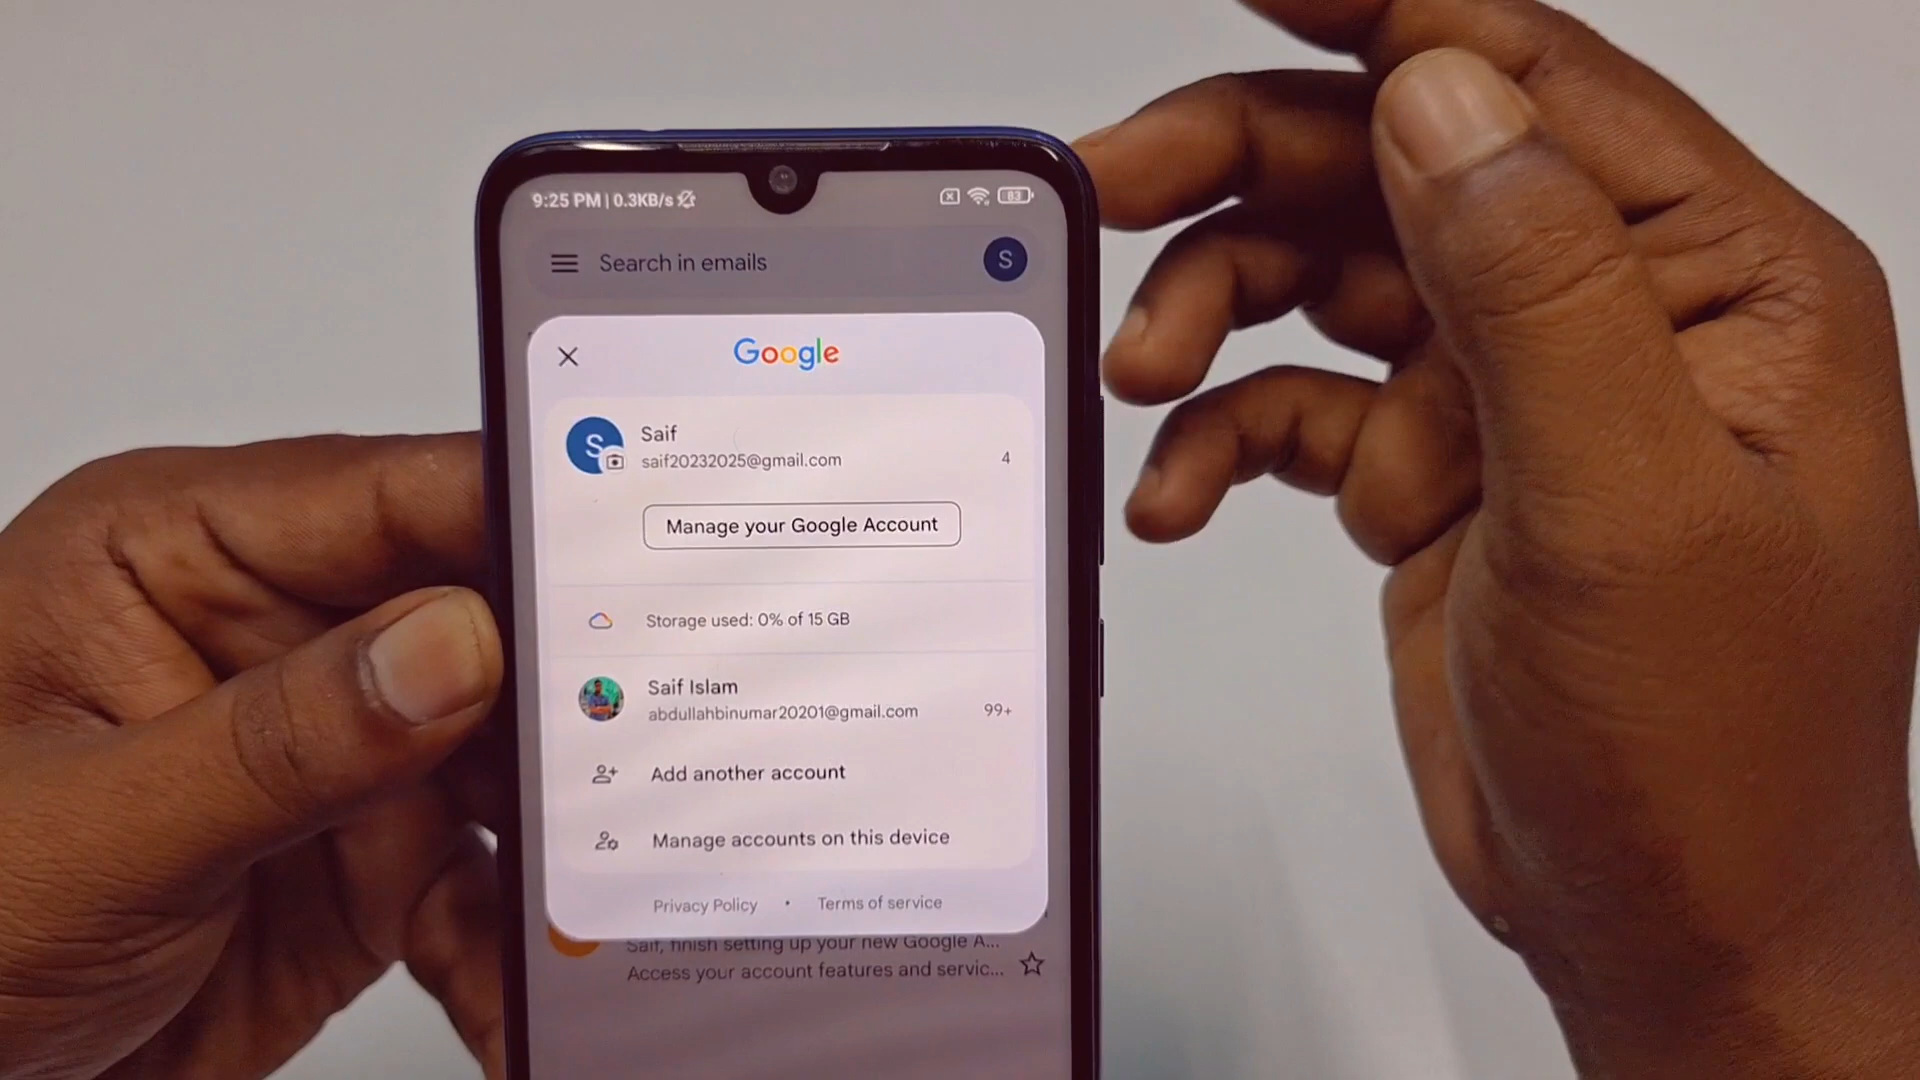 9:25 PM | 0.3KB/s
83
Search in emails
S
Google
S
Saif
saif20232025@gmail.com
4
Manage your Google Account
Storage used: 0% of 15 GB
Saif Islam
abdullahbinumar20201@gmail.com
99+
Add another account
Manage accounts on this device
Privacy Policy • Terms of service
Saif, finish setting up your new Google A...
Access your account features and servic...